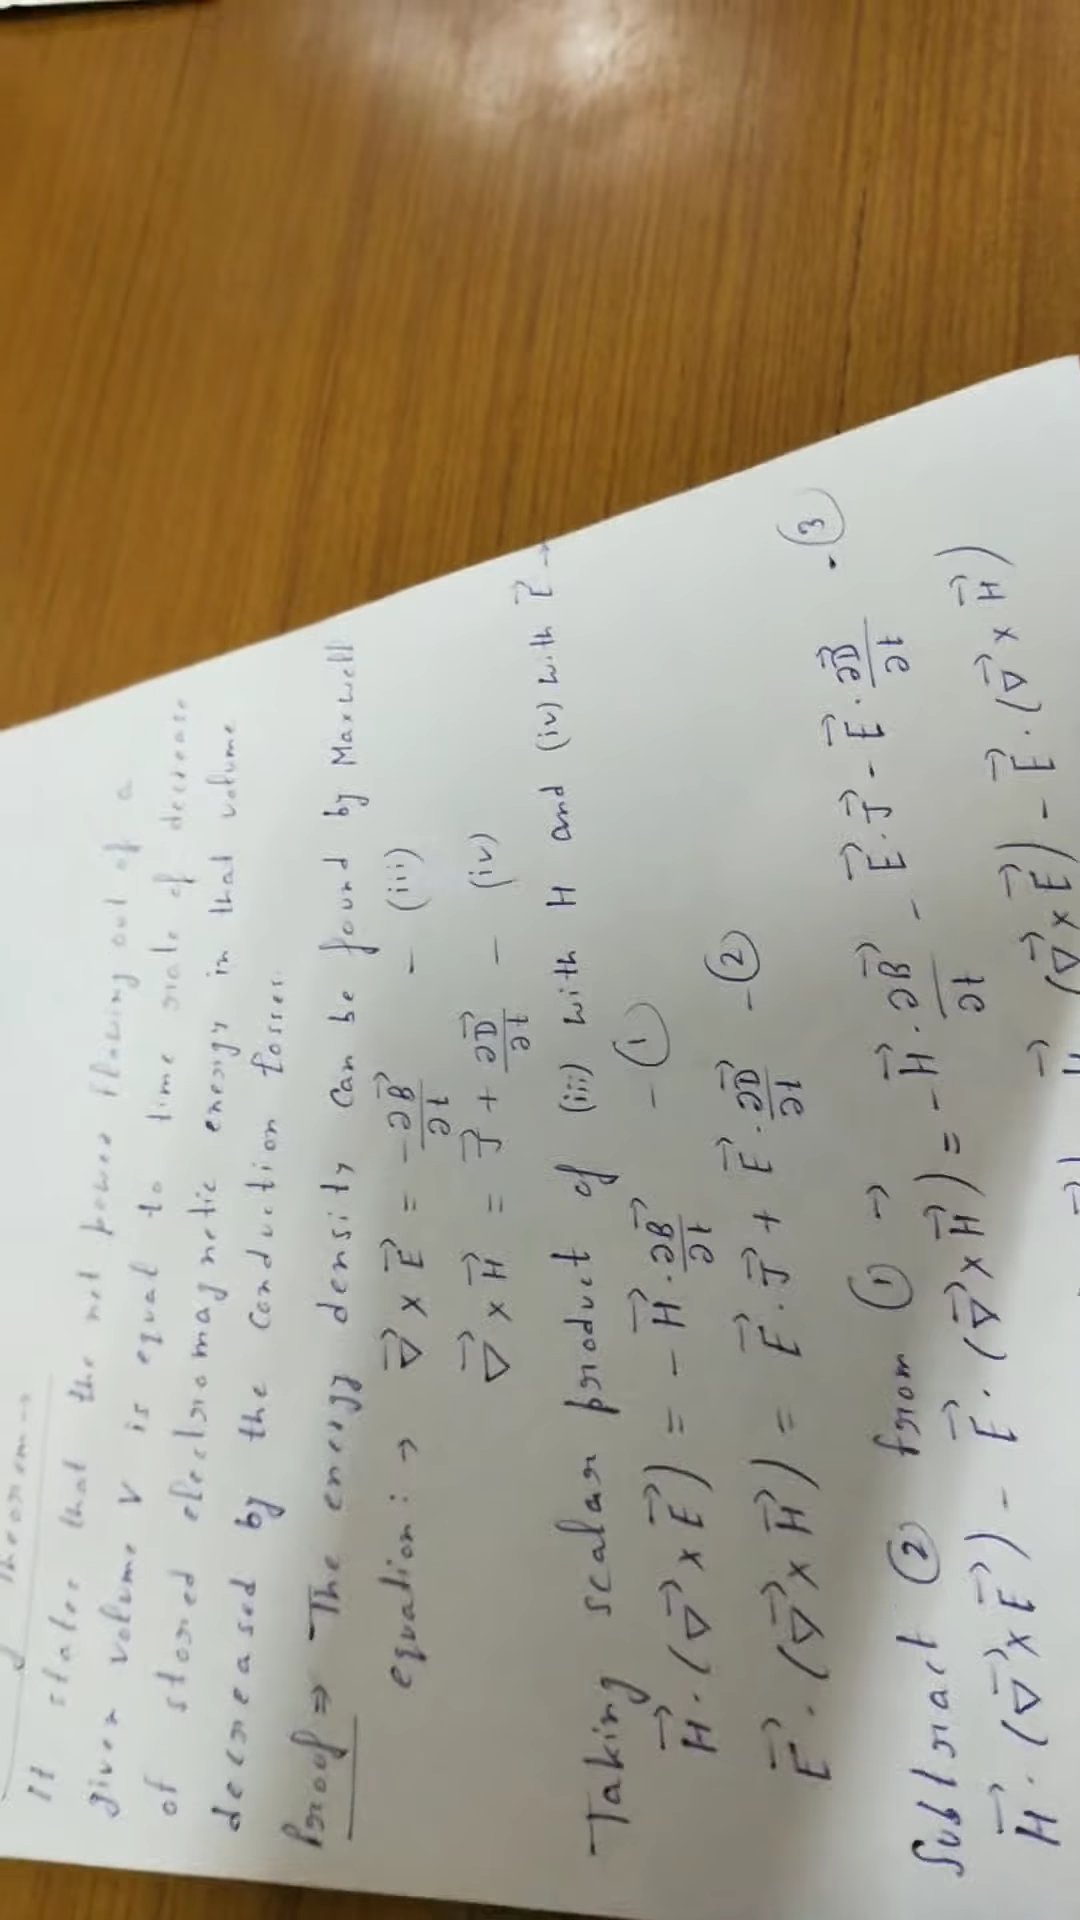 theorem →
It states that the net power flowing out of a
given volume V is equal to time rate of decrease
of stored electromagnetic energy in that volume
decreased by the conduction losses.
Proof ⇒ The energy density can be found by Maxwell
equation : → ∇⃗ × E⃗ = -∂B⃗/∂t - (iii)
∇⃗ × H⃗ = J⃗ + ∂D⃗/∂t - (iv)
Taking scalar product of (iii) with H and (iv) with E⃗ →
H⃗ · (∇⃗ × E⃗) = - H⃗ · ∂B⃗/∂t - ①
E⃗ · (∇⃗ × H⃗) = E⃗ · J⃗ + E⃗ · ∂D⃗/∂t - ②
Subtract ② from ① →
H⃗ · (∇⃗ × E⃗) - E⃗ · (∇⃗ × H⃗) = - H⃗ · ∂B⃗/∂t - E⃗ · J⃗ - E⃗ · ∂D⃗/∂t - ③
(∇⃗ × E⃗) - E⃗ · (∇⃗ × H⃗)